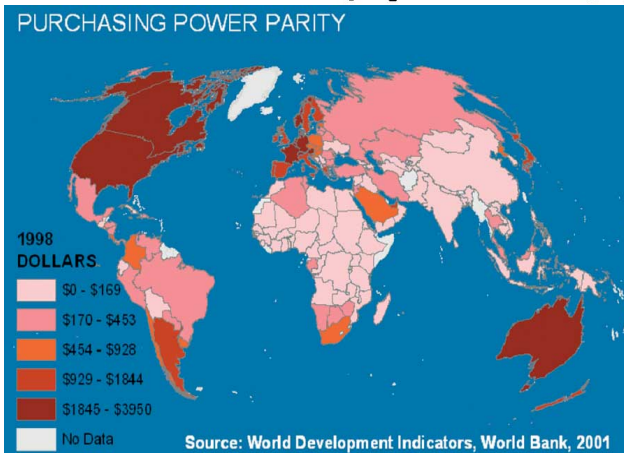 PURCHASING POWER PARITY
1998
DOLLARS
$0 - $169
$170 - $453
$454 - $928
$929 - $1844
$1845 - $3950
No Data
Source: World Development Indicators, World Bank, 2001